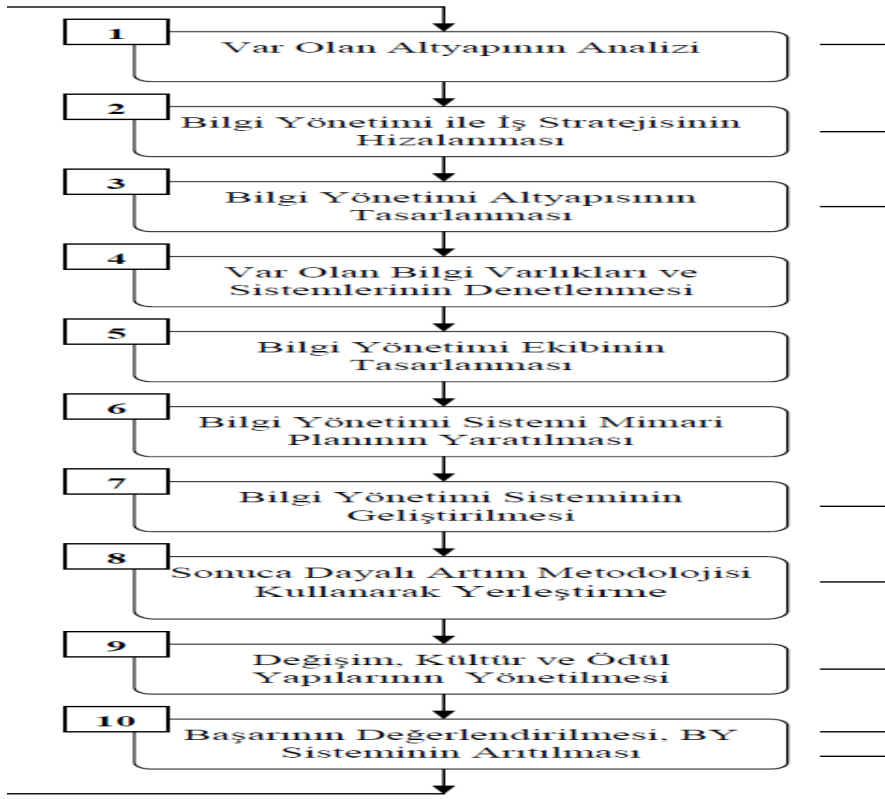 1
Var Olan Altyapının Analizi
2
Bilgi Yönetimi ile İş Stratejisinin
Hizalanması
3
Bilgi Yönetimi Altyapısının
Tasarlanması
4
Var Olan Bilgi Varlıkları ve
Sistemlerinin Denetlenmesi
5
Bilgi Yönetimi Ekibinin
Tasarlanması
6
Bilgi Yönetimi Sistemi Mimari
Planının Yaratılması
7
Bilgi Yönetimi Sisteminin
Geliştirilmesi
8
Sonuca Dayalı Artım Metodolojisi
Kullanarak Yerleştirme
9
Değişim, Kültür ve Ödül
Yapılarının Yönetilmesi
10
Başarının Değerlendirilmesi, BY
Sisteminin Arıtılması